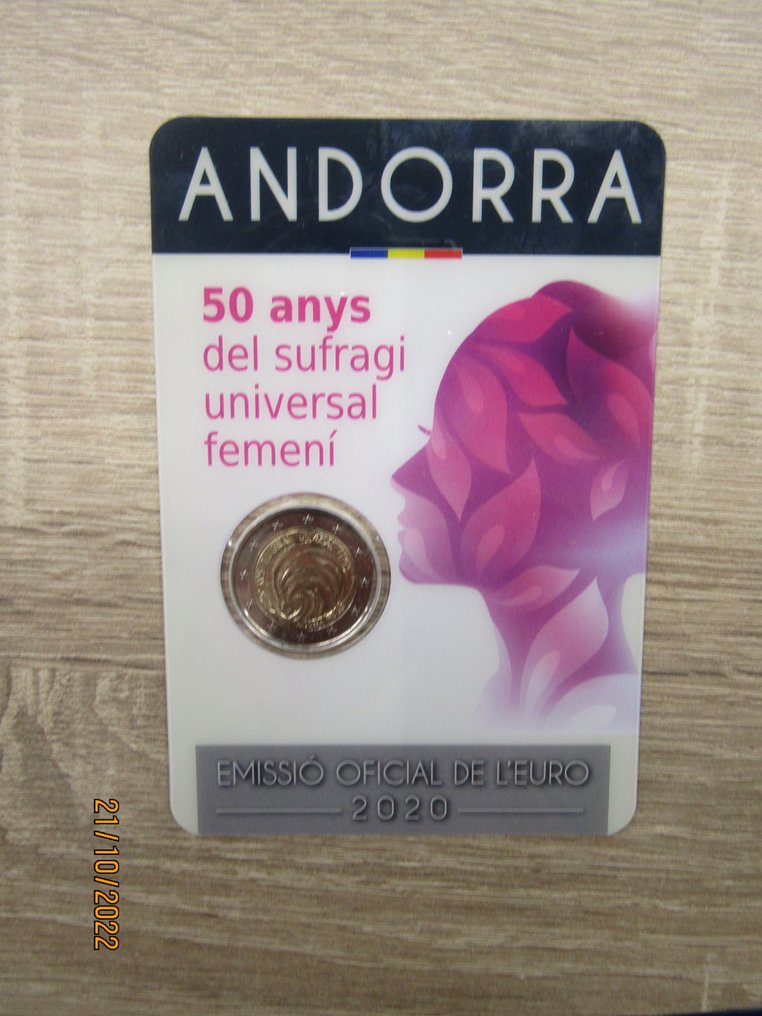 ANDORRA
50 anys
del sufragi
universal
femení
EMISSIÓ OFICIAL DE L'EURO
2020
21/10/2022